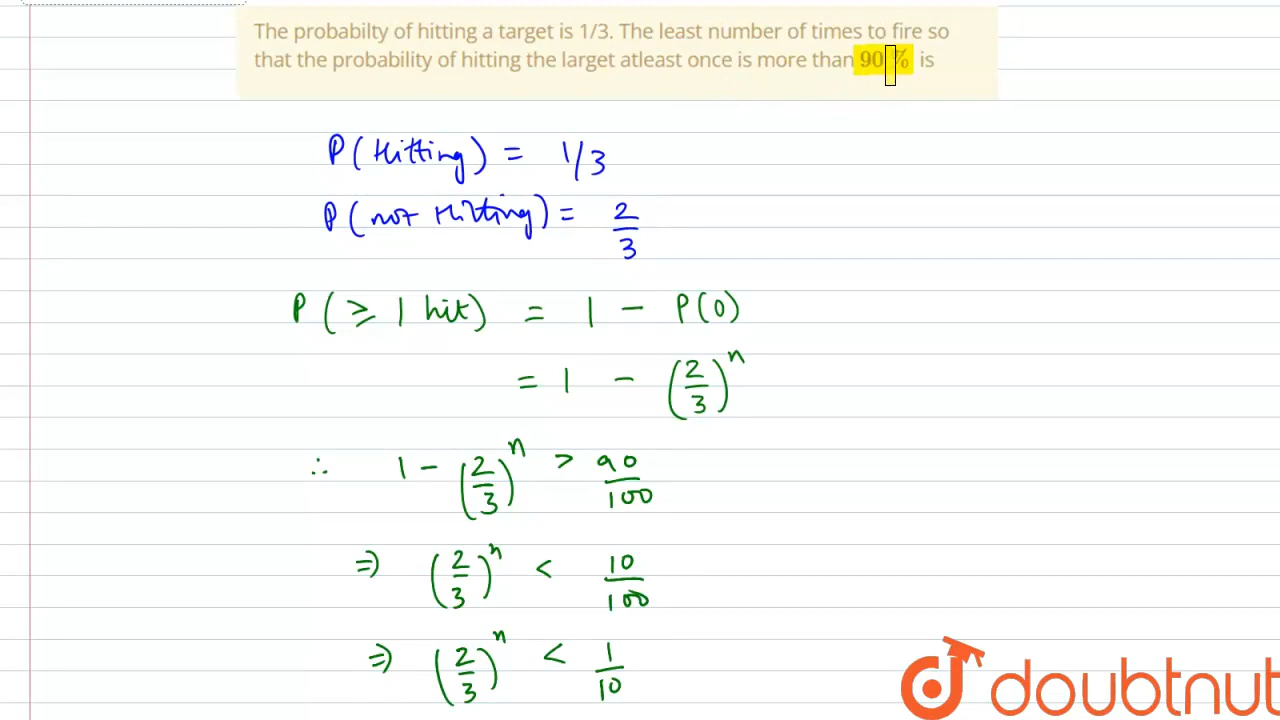 The probabilty of hitting a target is 1/3. The least number of times to fire so
that the probability of hitting the larget atleast once is more than 90 % is
P(Hitting) = 1/3
P(not Hitting) = 2/3
P(≥ 1 hit) = 1 - P(0)
= 1 - (2/3)^n
∴ 1 - (2/3)^n > 90/100
⇒ (2/3)^n < 10/100
⇒ (2/3)^n < 1/10
doubtnut